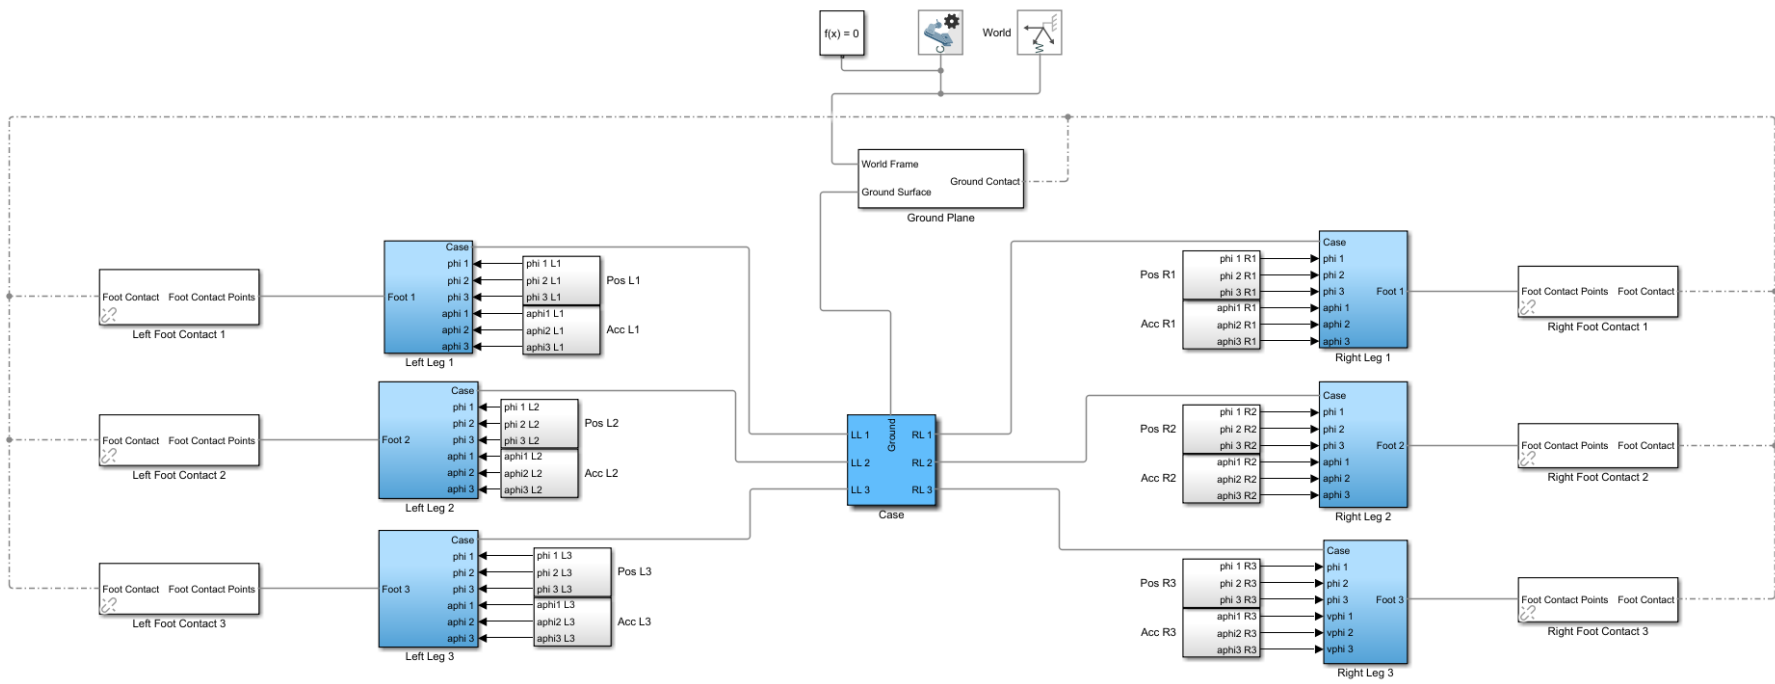 f(x) = 0
C
World
W
World Frame
Ground Contact
Ground Surface
Ground Plane
Foot Contact Foot Contact Points
Left Foot Contact 1
Case
phi 1
phi 2
Foot 1 phi 3
aphi 1
aphi 2
aphi 3
Left Leg 1
phi 1 L1
phi 2 L1
phi 3 L1
Pos L1
aphi1 L1
aphi2 L1
aphi3 L1
Acc L1
Foot Contact Foot Contact Points
Left Foot Contact 2
Case
phi 1
phi 2
Foot 2 phi 3
aphi 1
aphi 2
aphi 3
Left Leg 2
phi 1 L2
phi 2 L2
phi 3 L2
Pos L2
aphi1 L2
aphi2 L2
aphi3 L2
Acc L2
Foot Contact Foot Contact Points
Left Foot Contact 3
Case
phi 1
phi 2
Foot 3 phi 3
aphi 1
aphi 2
aphi 3
Left Leg 3
phi 1 L3
phi 2 L3
phi 3 L3
Pos L3
aphi1 L3
aphi2 L3
aphi3 L3
Acc L3
Ground
LL 1 RL 1
LL 2 RL 2
LL 3 RL 3
Case
Pos R1
phi 1 R1
phi 2 R1
phi 3 R1
Acc R1
aphi1 R1
aphi2 R1
aphi3 R1
Case
phi 1
phi 2
phi 3 Foot 1
aphi 1
aphi 2
aphi 3
Right Leg 1
Foot Contact Points Foot Contact
Right Foot Contact 1
Pos R2
phi 1 R2
phi 2 R2
phi 3 R2
Acc R2
aphi1 R2
aphi2 R2
aphi3 R2
Case
phi 1
phi 2
phi 3 Foot 2
aphi 1
aphi 2
aphi 3
Right Leg 2
Foot Contact Points Foot Contact
Right Foot Contact 2
Pos R3
phi 1 R3
phi 2 R3
phi 3 R3
Acc R3
aphi1 R3
aphi2 R3
aphi3 R3
Case
phi 1
phi 2
phi 3 Foot 3
vphi 1
vphi 2
vphi 3
Right Leg 3
Foot Contact Points Foot Contact
Right Foot Contact 3